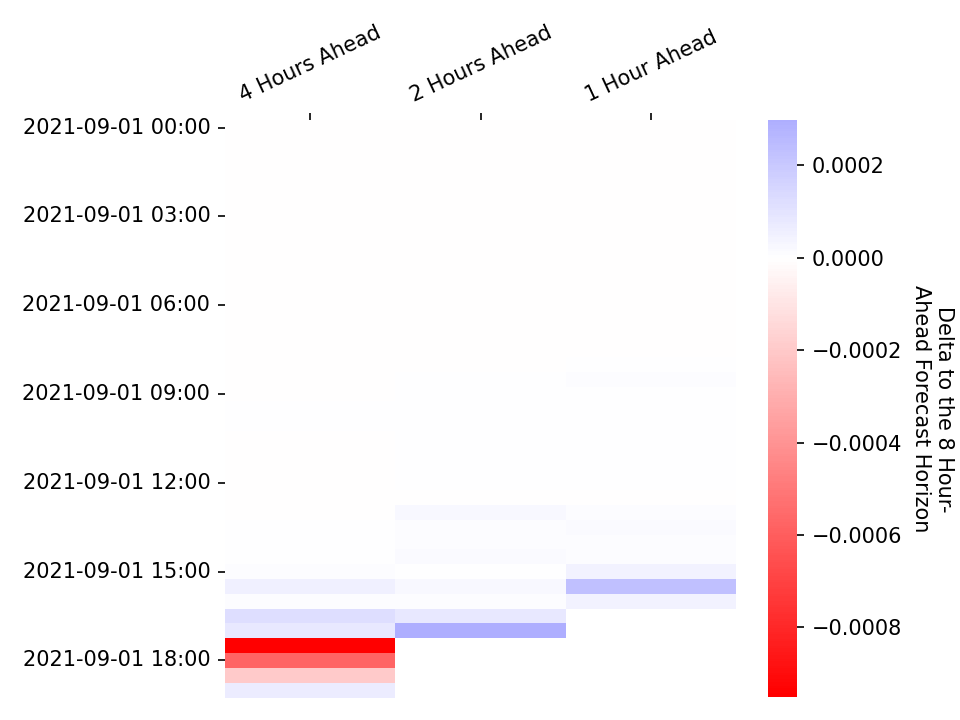 4 Hours Ahead
2 Hours Ahead
1 Hour Ahead
2021-09-01 00:00
2021-09-01 03:00
2021-09-01 06:00
2021-09-01 09:00
2021-09-01 12:00
2021-09-01 15:00
2021-09-01 18:00
0.0002
0.0000
−0.0002
−0.0004
−0.0006
−0.0008
Delta to the 8 Hour-
Ahead Forecast Horizon